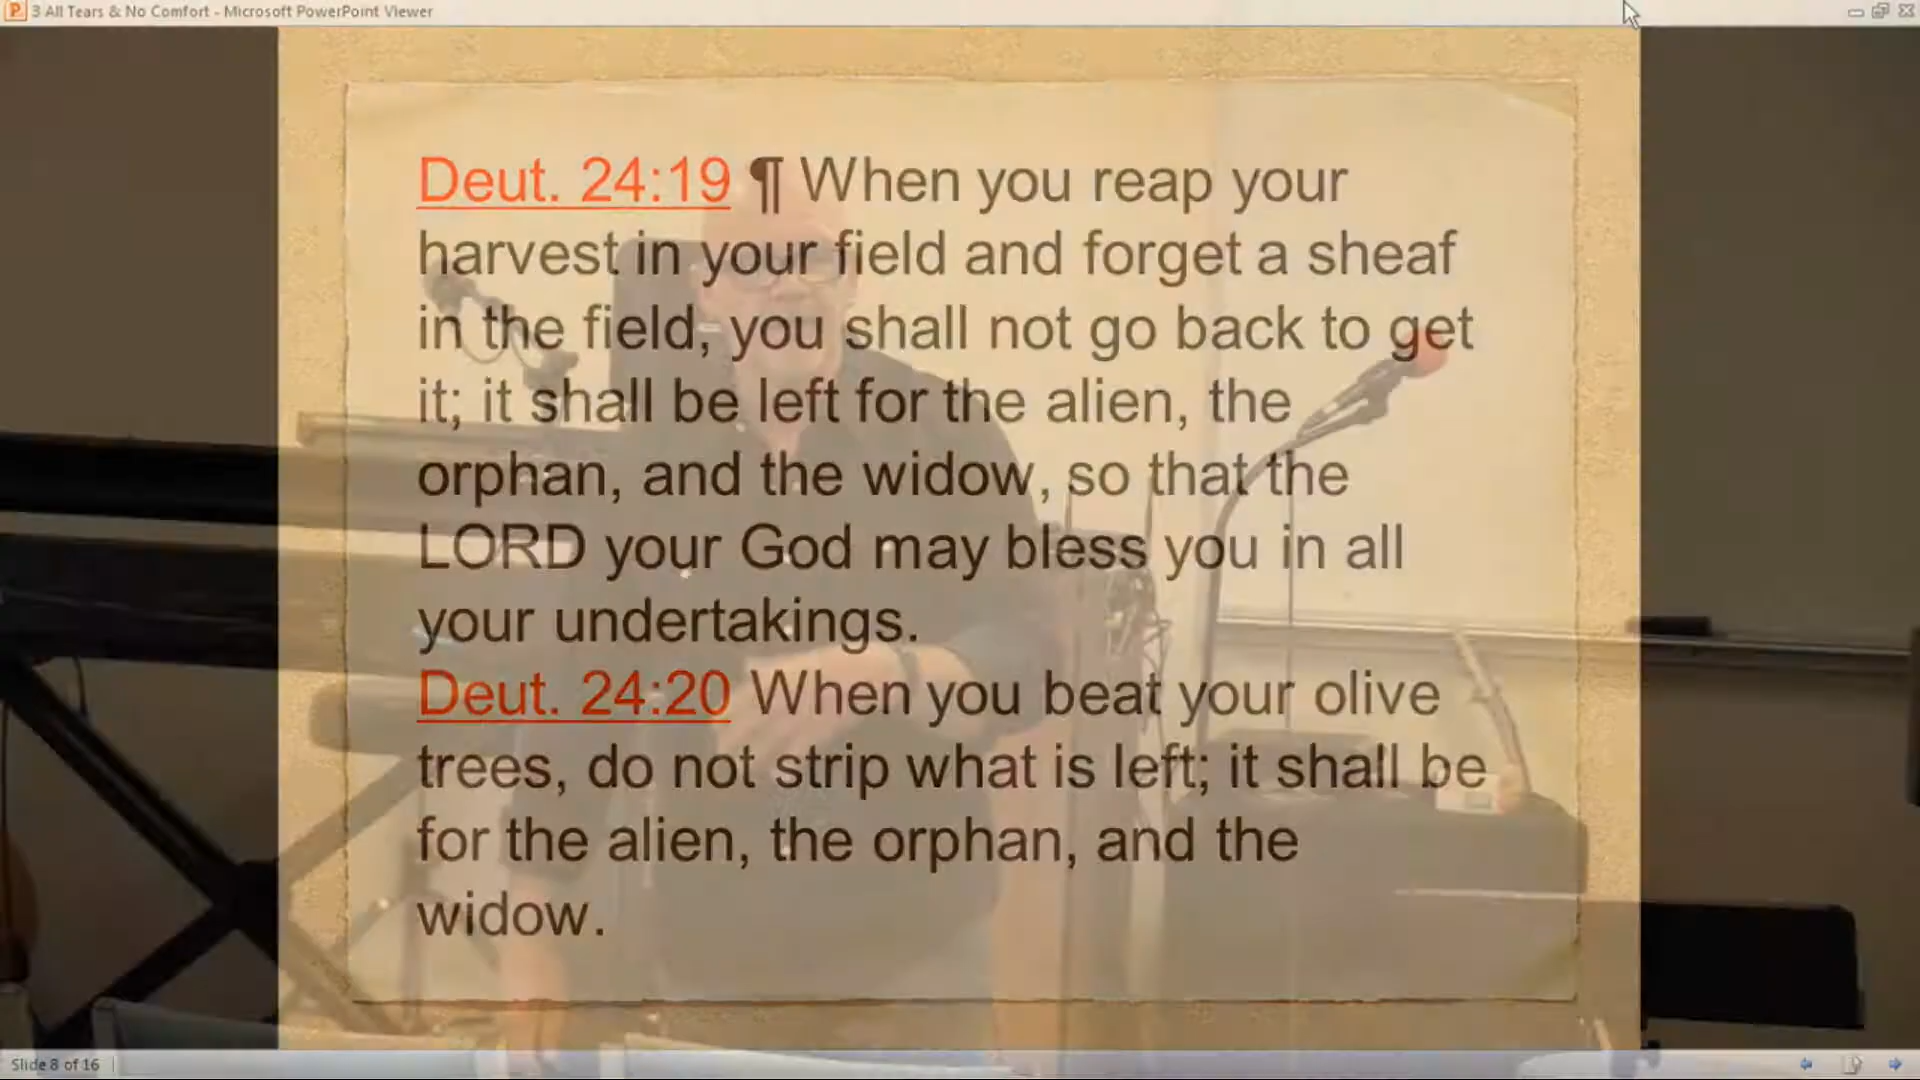 3 All Tears & No Comfort - Microsoft PowerPoint Viewer
Deut. 24:19 ¶ When you reap your
harvest in your field and forget a sheaf
in the field, you shall not go back to get
it; it shall be left for the alien, the
orphan, and the widow, so that the
LORD your God may bless you in all
your undertakings.
Deut. 24:20 When you beat your olive
trees, do not strip what is left; it shall be
for the alien, the orphan, and the
widow.
Slide 8 of 16